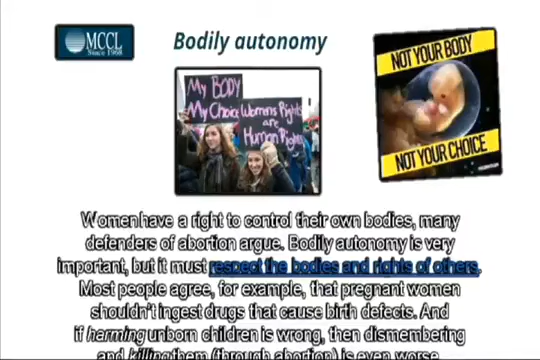 MCCL
Since 1968
Bodily autonomy
My BODY
My Choice Womens Rights
are
Human Rights
NOT YOUR BODY
NOT YOUR CHOICE
Women have a right to control their own bodies, many
defenders of abortion argue. Bodily autonomy is very
important, but it must respect the bodies and rights of others.
Most people agree, for example, that pregnant women
shouldn't ingest drugs that cause birth defects. And
if harming unborn children is wrong, then dismembering
and killing them (through abortion) is even worse.